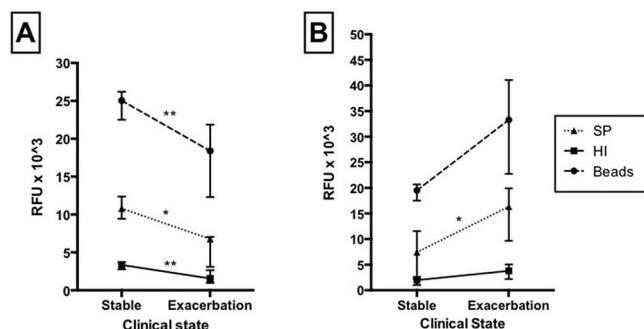 A
RFU x 10^3
30
25
20
15
10
5
0
**
*
**
Stable Exacerbation
Clinical state
B
RFU x 10^3
50
45
40
35
30
25
20
15
10
5
0
*
Stable Exacerbation
Clinical state
SP
HI
Beads